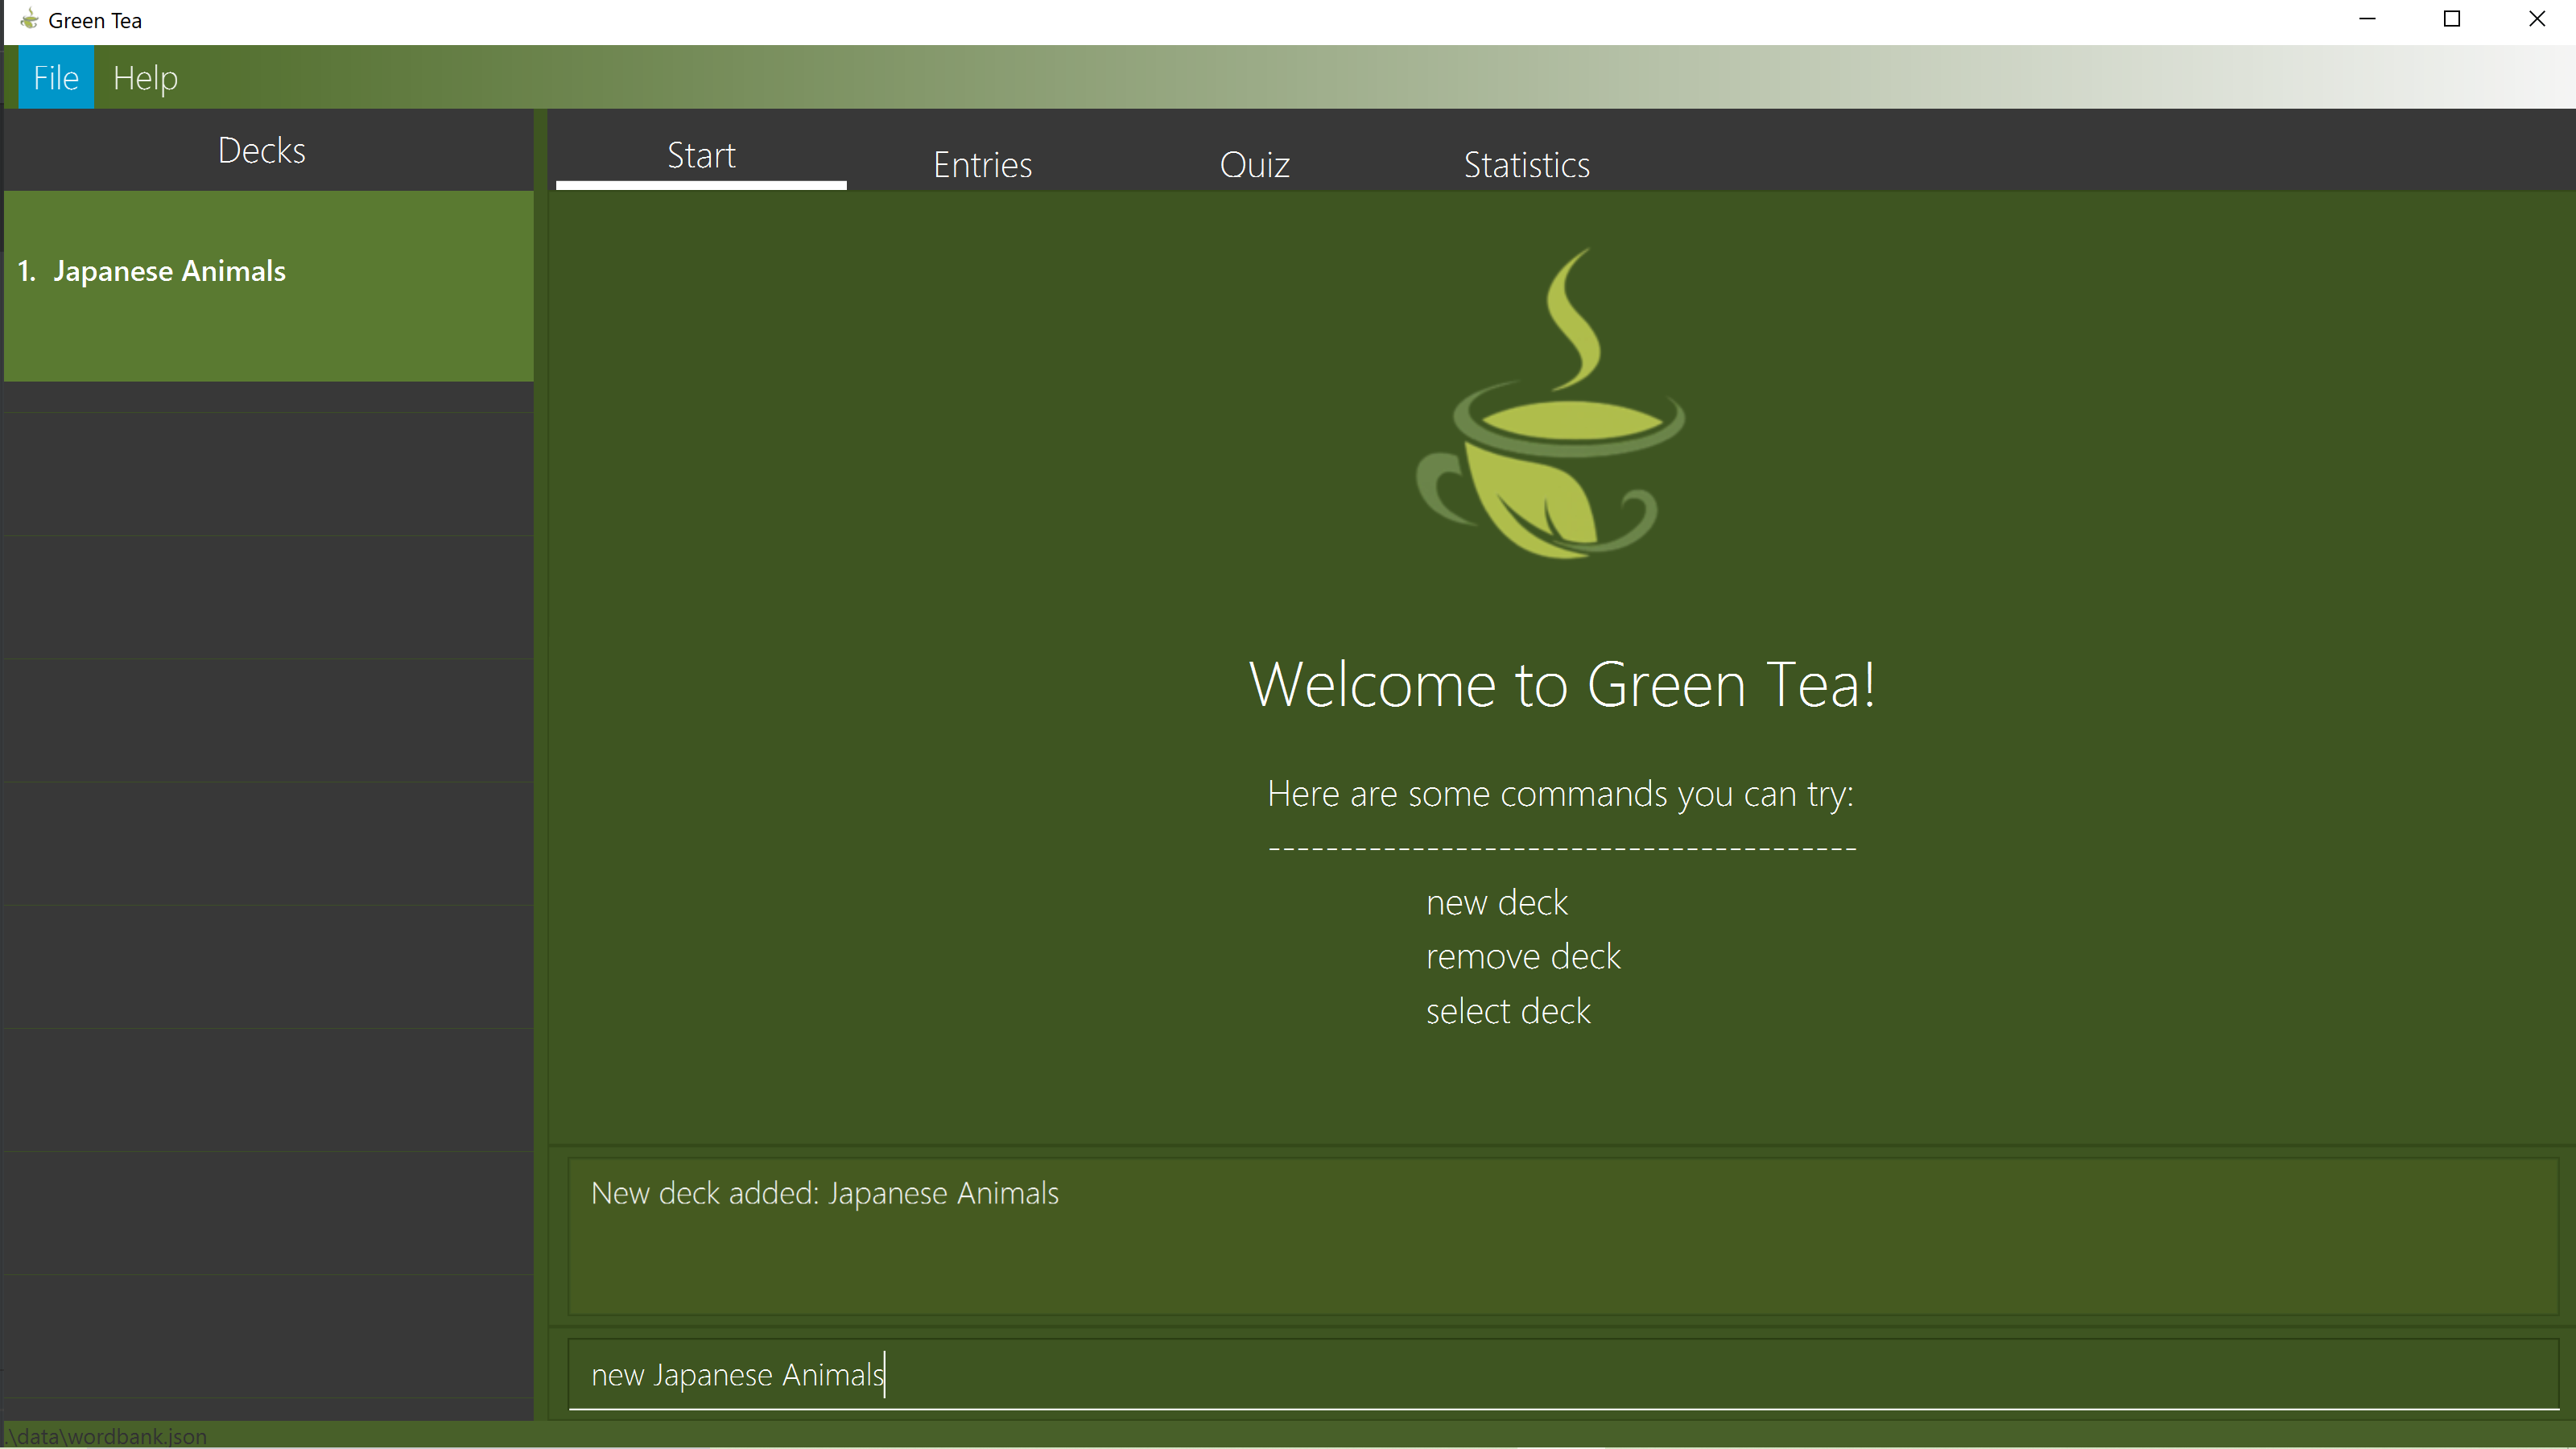 Green Tea
File Help
Decks
1. Japanese Animals
Start Entries Quiz Statistics
Welcome to Green Tea!
Here are some commands you can try:
-----------------------------------------
new deck
remove deck
select deck
New deck added: Japanese Animals
new Japanese Animals
.\data\wordbank.json